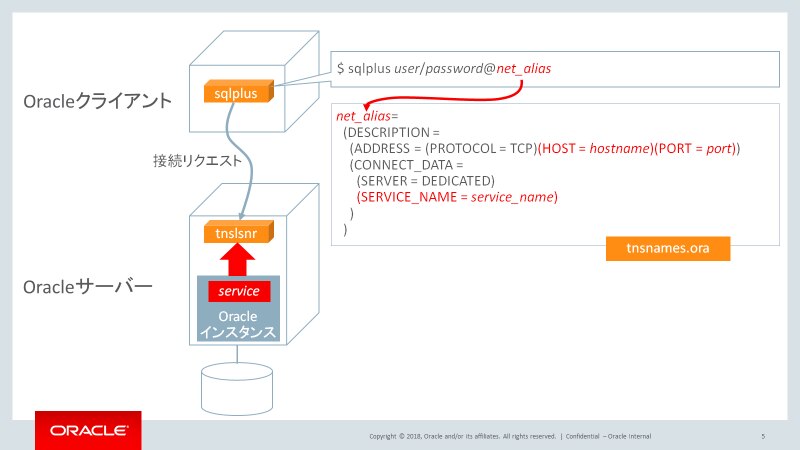 $ sqlplus user/password@net_alias
Oracleクライアント
sqlplus
net_alias=
(DESCRIPTION =
(ADDRESS = (PROTOCOL = TCP)(HOST = hostname)(PORT = port))
(CONNECT_DATA =
(SERVER = DEDICATED)
(SERVICE_NAME = service_name)
)
)
tnsnames.ora
接続リクエスト
tnslsnr
Oracleサーバー
service
Oracle
インスタンス
ORACLE®
Copyright © 2018, Oracle and/or its affiliates. All rights reserved. | Confidential – Oracle Internal
5